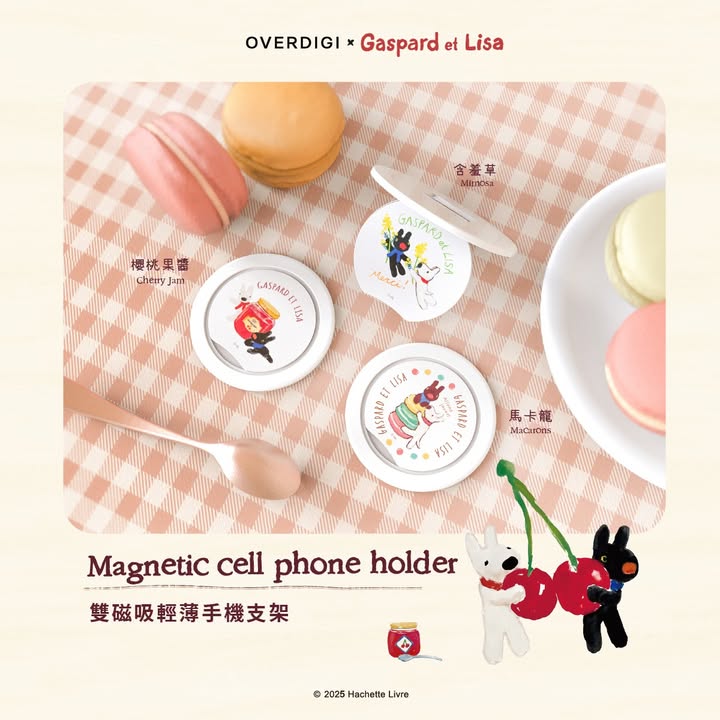 OVERDIGI × Gaspard et Lisa
含羞草
Mimosa
GASPARD et LISA
Merci!
櫻桃果醬
Cherry Jam
GASPARD ET LISA
GASPARD ET LISA
GASPARD ET LISA
馬卡龍
Macarons
Magnetic cell phone holder
雙磁吸輕薄手機支架
© 2025 Hachette Livre